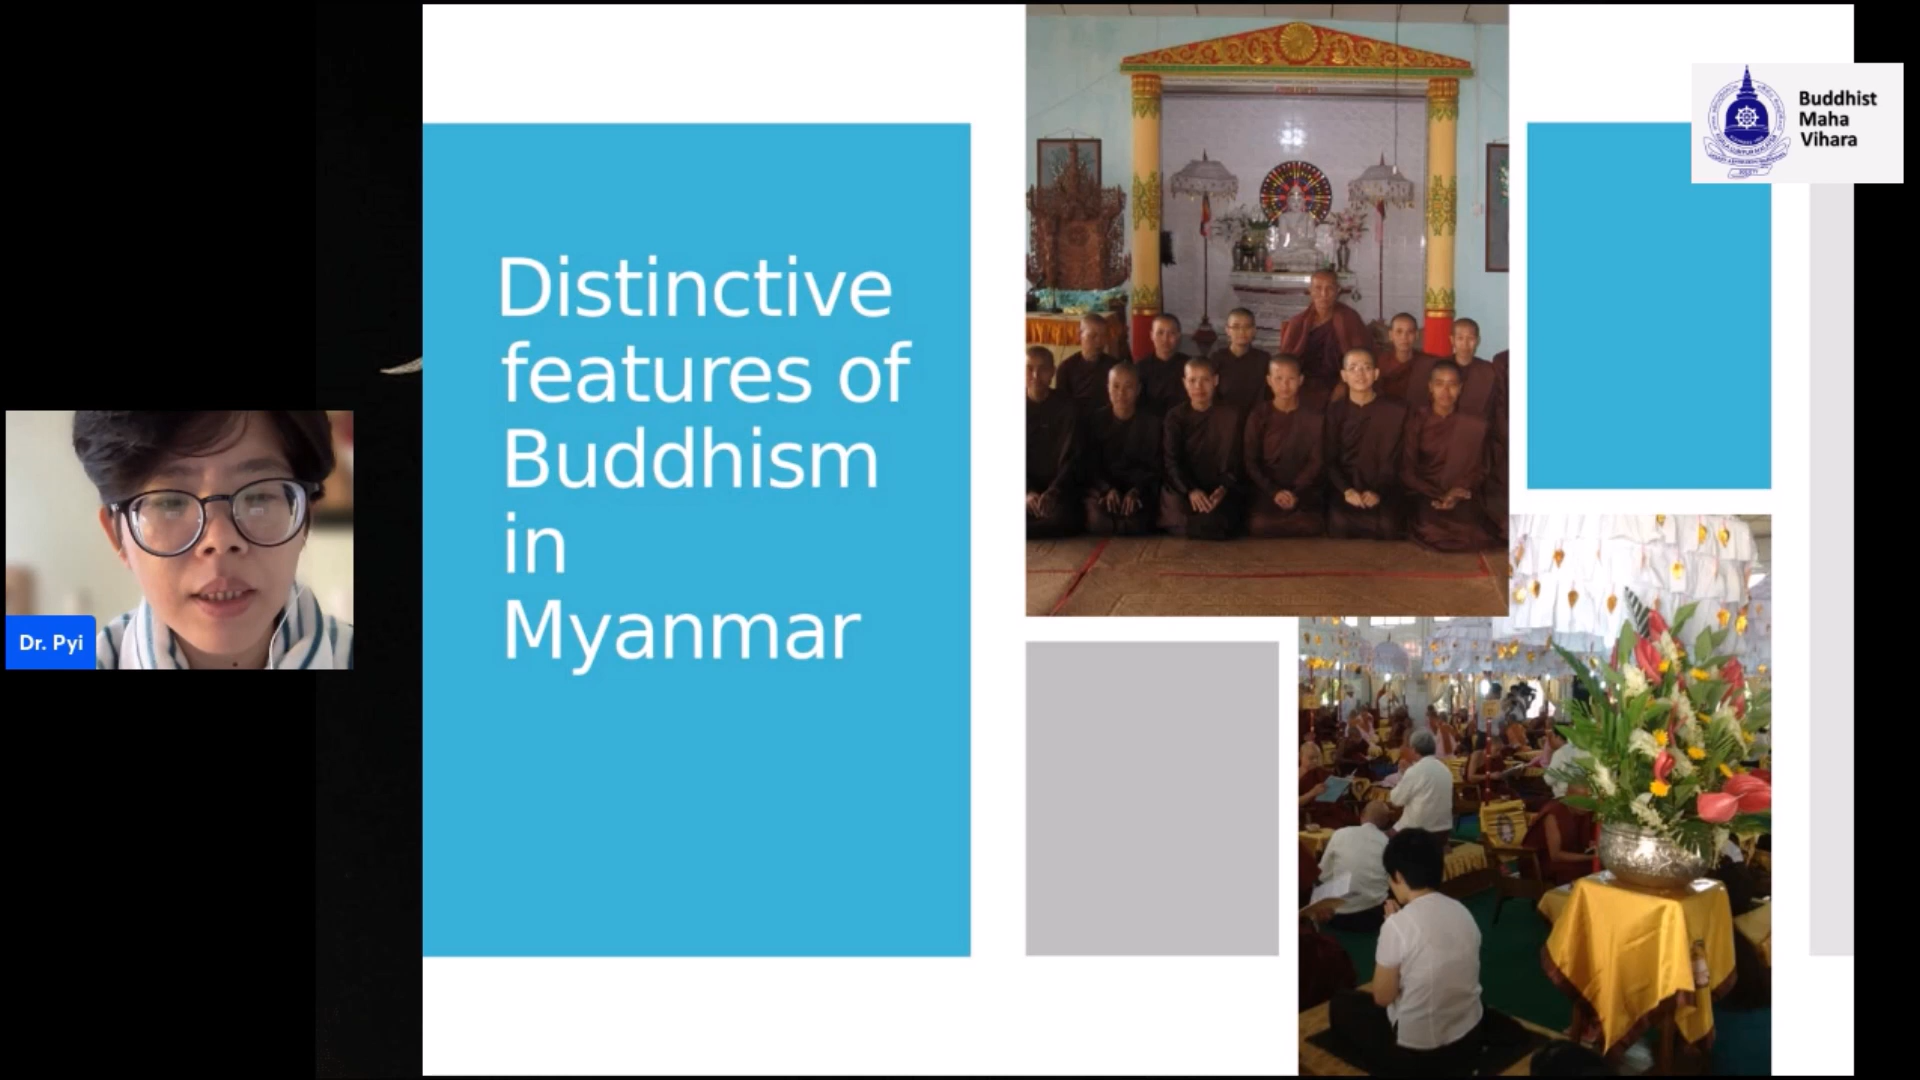 Distinctive
features of
Buddhism
in
Myanmar
Buddhist
Maha
Vihara
Dr. Pyi